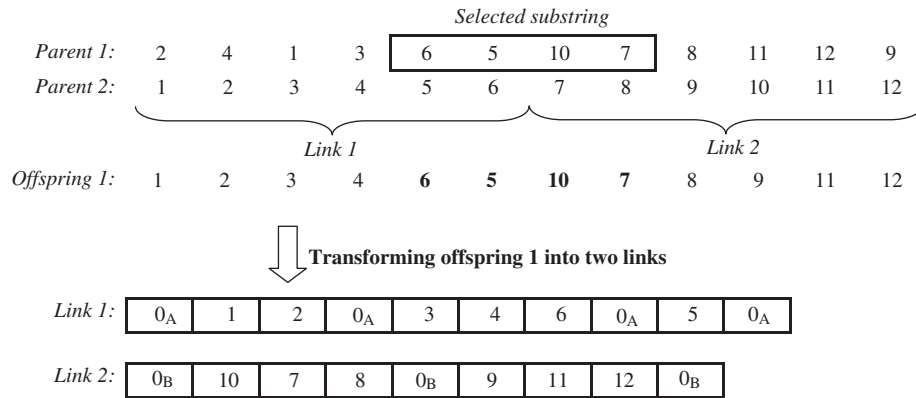 Selected substring
Parent 1: 2 4 1 3 6 5 10 7 8 11 12 9
Parent 2: 1 2 3 4 5 6 7 8 9 10 11 12
Link 1 Link 2
Offspring 1: 1 2 3 4 6 5 10 7 8 9 11 12
Transforming offspring 1 into two links
Link 1: 0A 1 2 0A 3 4 6 0A 5 0A
Link 2: 0B 10 7 8 0B 9 11 12 0B